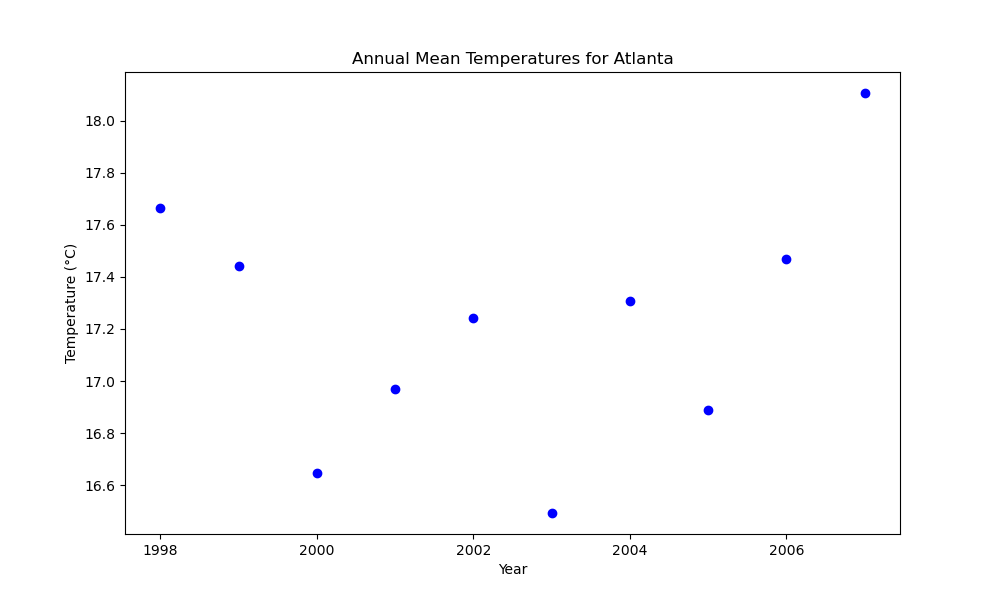 Annual Mean Temperatures for Atlanta
Temperature (°C)
18.0
17.8
17.6
17.4
17.2
17.0
16.8
16.6
1998 2000 2002 2004 2006
Year